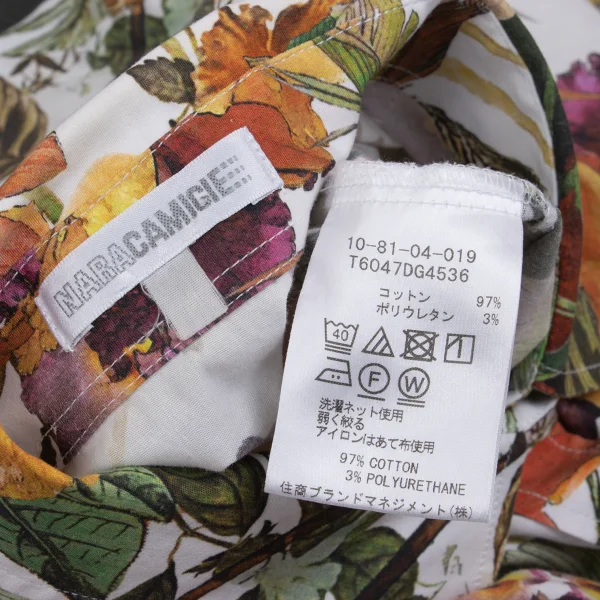 NARACAMICIE
10-81-04-019
T6047DG4536
コットン 97%
ポリウレタン 3%
40
F W
洗濯ネット使用
弱く絞る
アイロンはあて布使用
97% COTTON
3% POLYURETHANE
住商ブランドマネジメント(株)